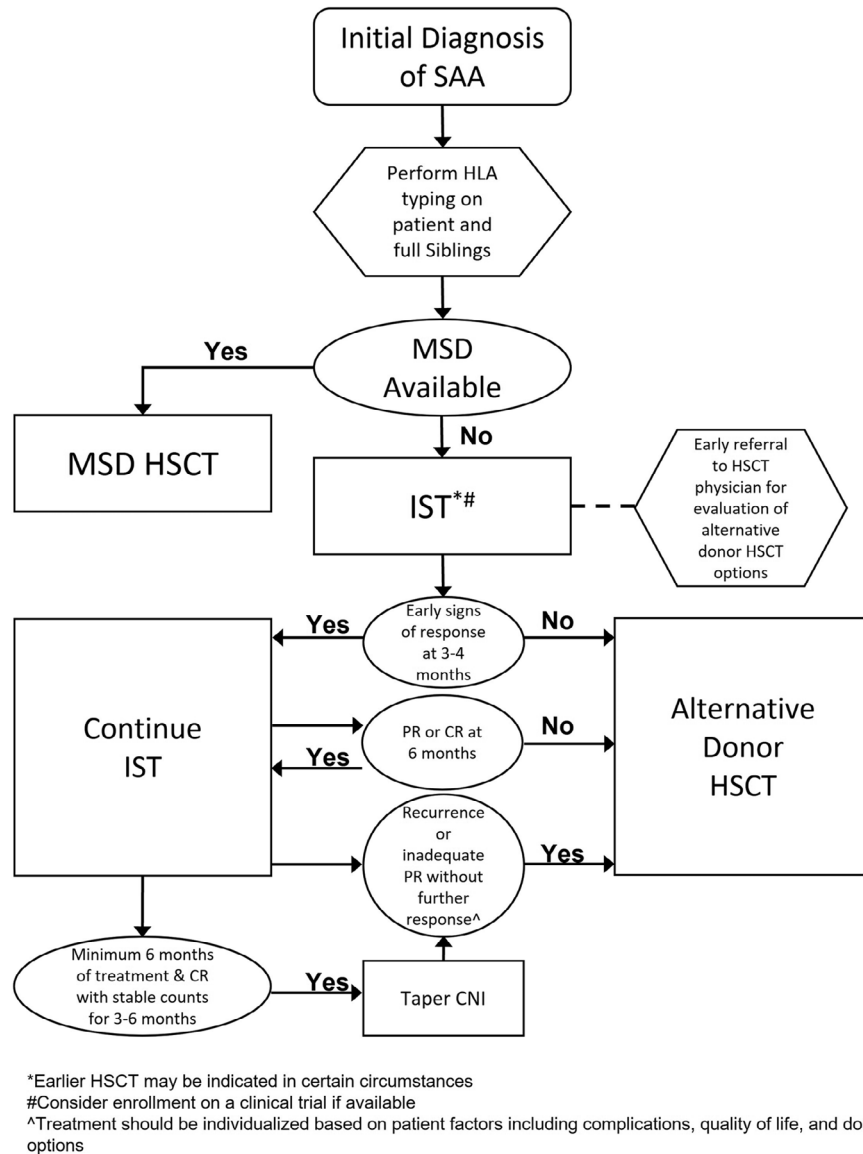 Initial Diagnosis
of SAA
Perform HLA
typing on
patient and
full Siblings
MSD
Available
Yes
No
MSD HSCT
IST*#
Early referral
to HSCT
physician for
evaluation of
alternative
donor HSCT
options
Early signs
of response
at 3-4
months
Yes
No
Continue
IST
PR or CR at
6 months
Yes
No
Alternative
Donor
HSCT
Recurrence
or
inadequate
PR without
further
response^
Yes
Minimum 6 months
of treatment & CR
with stable counts
for 3-6 months
Yes
Taper CNI
*Earlier HSCT may be indicated in certain circumstances
#Consider enrollment on a clinical trial if available
^Treatment should be individualized based on patient factors including complications, quality of life, and do
options